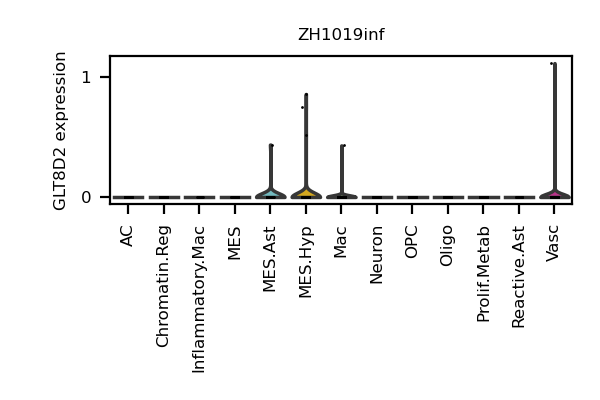 ZH1019inf
GLT8D2 expression
1
0
AC
Chromatin.Reg
Inflammatory.Mac
MES
MES.Ast
MES.Hyp
Mac
Neuron
OPC
Oligo
Prolif.Metab
Reactive.Ast
Vasc